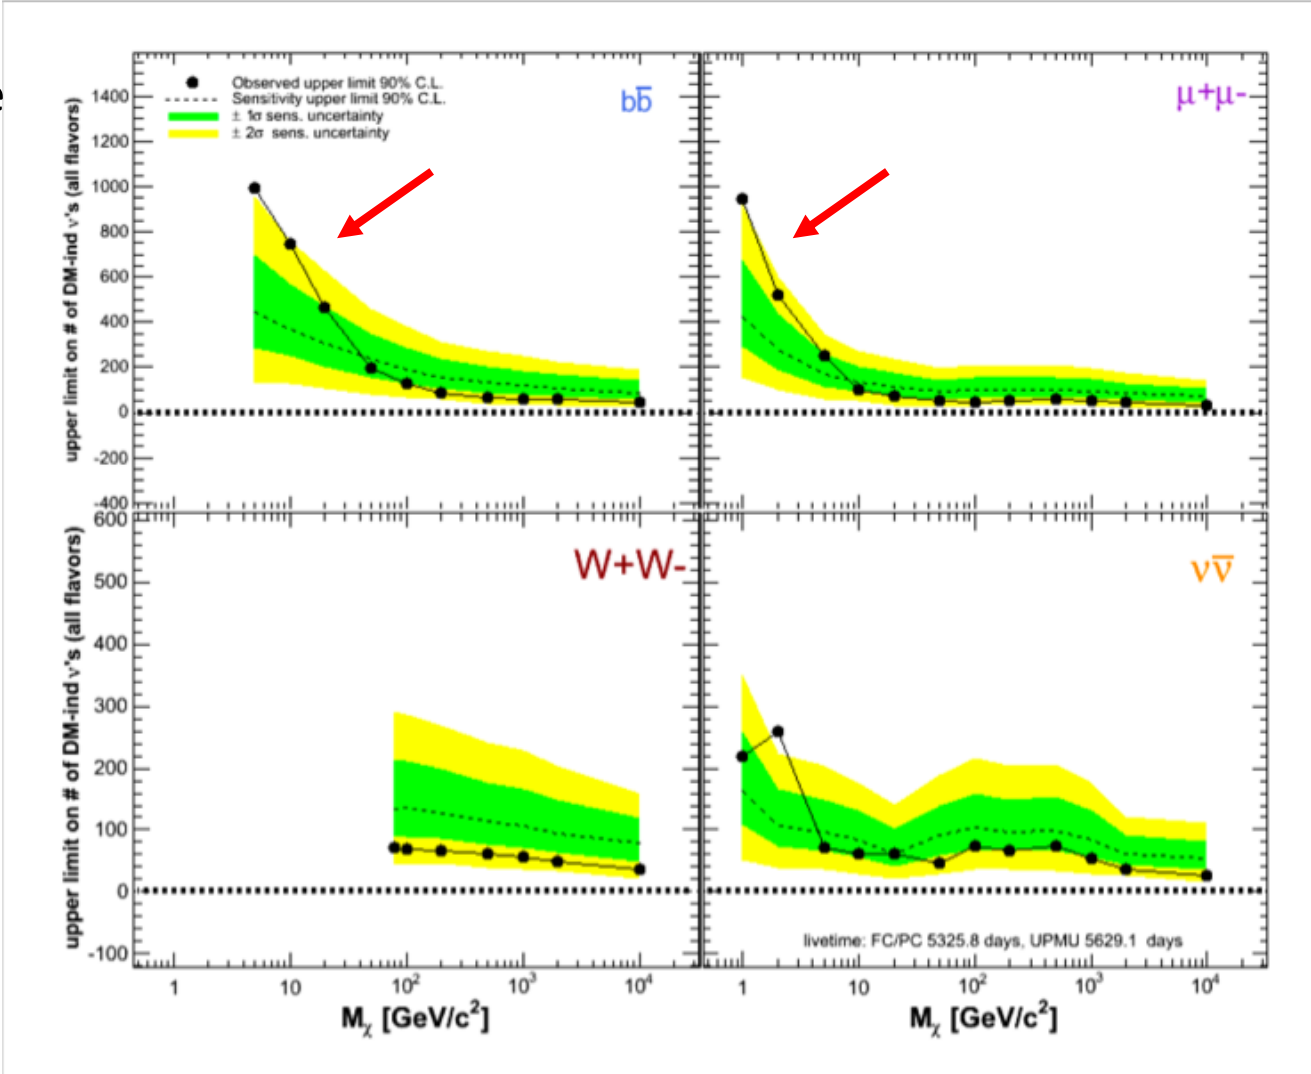 e
Observed upper limit 90% C.L.
Sensitivity upper limit 90% C.L.
± 1σ sens. uncertainty
± 2σ sens. uncertainty
bb̅
μ+μ-
upper limit on # of DM-ind ν's (all flavors)
1400
1200
1000
800
600
400
200
0
-200
-400
W+W-
νν̅
upper limit on # of DM-ind ν's (all flavors)
600
500
400
300
200
100
0
-100
livetime: FC/PC 5325.8 days, UPMU 5629.1 days
1 10 10² 10³ 10⁴
1 10 10² 10³ 10⁴
Mχ [GeV/c²]
Mχ [GeV/c²]